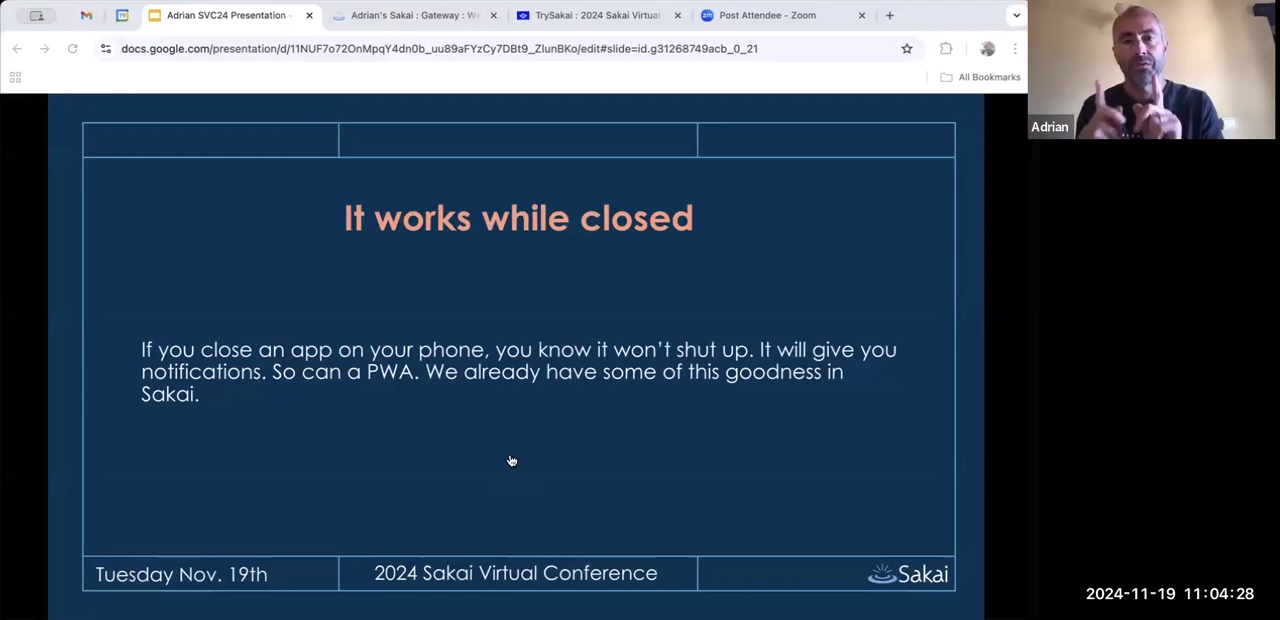 Adrian SVC24 Presentation -
Adrian's Sakai : Gateway : We
TrySakai : 2024 Sakai Virtual
zm
Post Attendee - Zoom
docs.google.com/presentation/d/11NUF7o72OnMpqY4dn0b_uu89aFYzCy7DBt9_ZlunBKo/edit#slide=id.g31268749acb_0_21
All Bookmarks
Adrian
It works while closed
If you close an app on your phone, you know it won’t shut up. It will give you
notifications. So can a PWA. We already have some of this goodness in
Sakai.
Tuesday Nov. 19th
2024 Sakai Virtual Conference
Sakai
2024-11-19 11:04:28